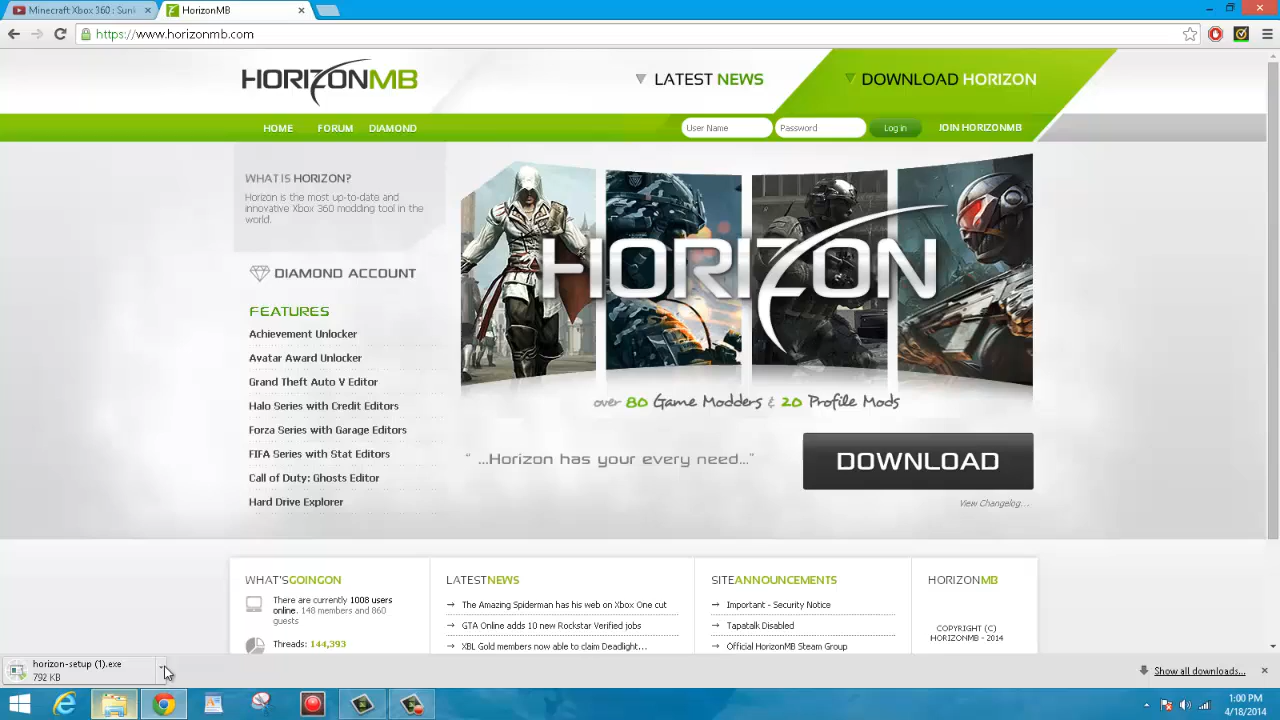 Minecraft Xbox 360: Sunk
HorizonMB
https://www.horizonmb.com
HORIZONMB
LATEST NEWS
DOWNLOAD HORIZON
HOME
FORUM
DIAMOND
User Name
Password
Log in
JOIN HORIZONMB
WHAT IS HORIZON?
Horizon is the most up-to-date and
innovative Xbox 360 modding tool in the
world.
DIAMOND ACCOUNT
FEATURES
Achievement Unlocker
Avatar Award Unlocker
Grand Theft Auto V Editor
Halo Series with Credit Editors
Forza Series with Garage Editors
FIFA Series with Stat Editors
Call of Duty: Ghosts Editor
Hard Drive Explorer
HORIZON
over 80 Game Modders & 20 Profile Mods
“ ...Horizon has your every need...”
DOWNLOAD
View Changelog...
WHAT'SGOINGON
There are currently 1008 users
online. 148 members and 860
guests
Threads: 144,393
LATESTNEWS
The Amazing Spiderman has his web on Xbox One cut
GTA Online adds 10 new Rockstar Verified jobs
XBL Gold members now able to claim Deadlight...
SITEANNOUNCEMENTS
Important - Security Notice
Tapatalk Disabled
Official HorizonMB Steam Group
HORIZONMB
COPYRIGHT (C)
HORIZONMB - 2014
horizon-setup (1).exe
792 KB
Show all downloads...
1:00 PM
4/18/2014